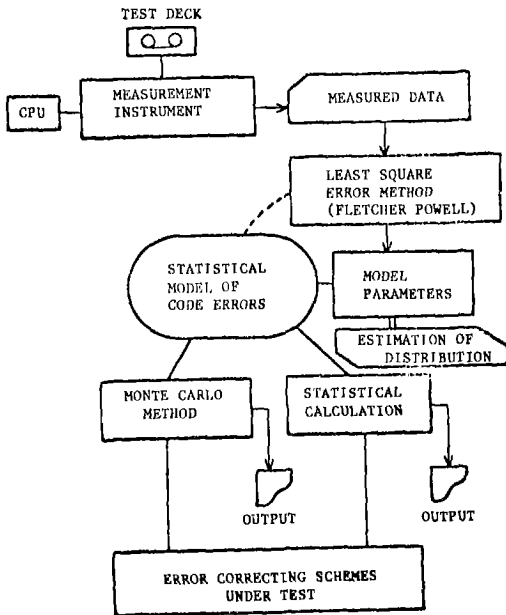 TEST DECK
CPU
MEASUREMENT
INSTRUMENT
MEASURED DATA
LEAST SQUARE
ERROR METHOD
(FLETCHER POWELL)
STATISTICAL
MODEL OF
CODE ERRORS
MODEL
PARAMETERS
ESTIMATION OF
DISTRIBUTION
MONTE CARLO
METHOD
STATISTICAL
CALCULATION
OUTPUT
OUTPUT
ERROR CORRECTING SCHEMES
UNDER TEST